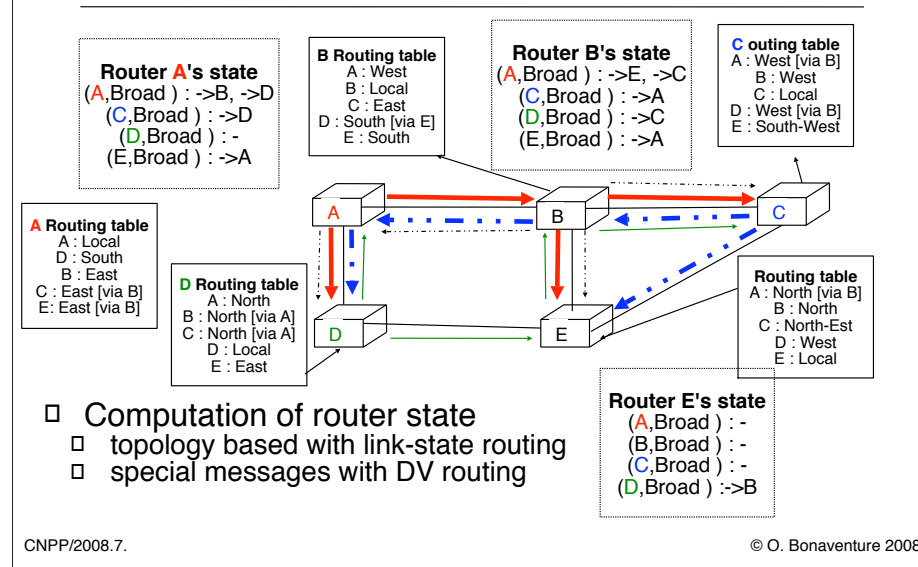 Router A's state
(A,Broad ) : ->B, ->D
(C,Broad ) : ->D
(D,Broad ) : -
(E,Broad ) : ->A
B Routing table
A : West
B : Local
C : East
D : South [via E]
E : South
Router B's state
(A,Broad ) : ->E, ->C
(C,Broad ) : ->A
(D,Broad ) : ->C
(E,Broad ) : ->A
C outing table
A : West [via B]
B : West
C : Local
D : West [via B]
E : South-West
A
B
C
A Routing table
A : Local
D : South
B : East
C : East [via B]
E: East [via B]
D Routing table
A : North
B : North [via A]
C : North [via A]
D : Local
E : East
D
E
Routing table
A : North [via B]
B : North
C : North-Est
D : West
E : Local
Router E's state
(A,Broad ) : -
(B,Broad ) : -
(C,Broad ) : -
(D,Broad ) :->B
Computation of router state
topology based with link-state routing
special messages with DV routing
CNPP/2008.7.
© O. Bonaventure 2008